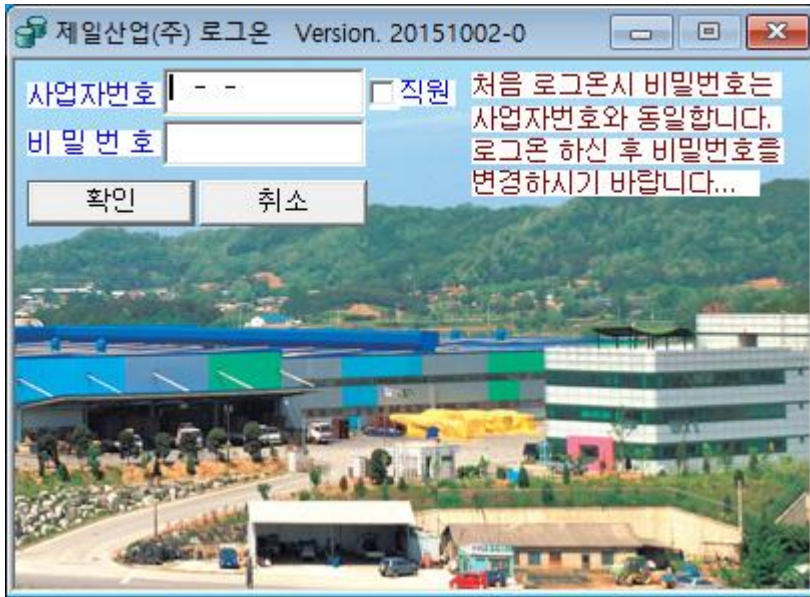 제일산업(주) 로그온 Version. 20151002-0
사업자번호 - - 직원
비 밀 번 호
확인 취소
처음 로그온시 비밀번호는
사업자번호와 동일합니다.
로그온 하신 후 비밀번호을
변경하시기 바랍니다...